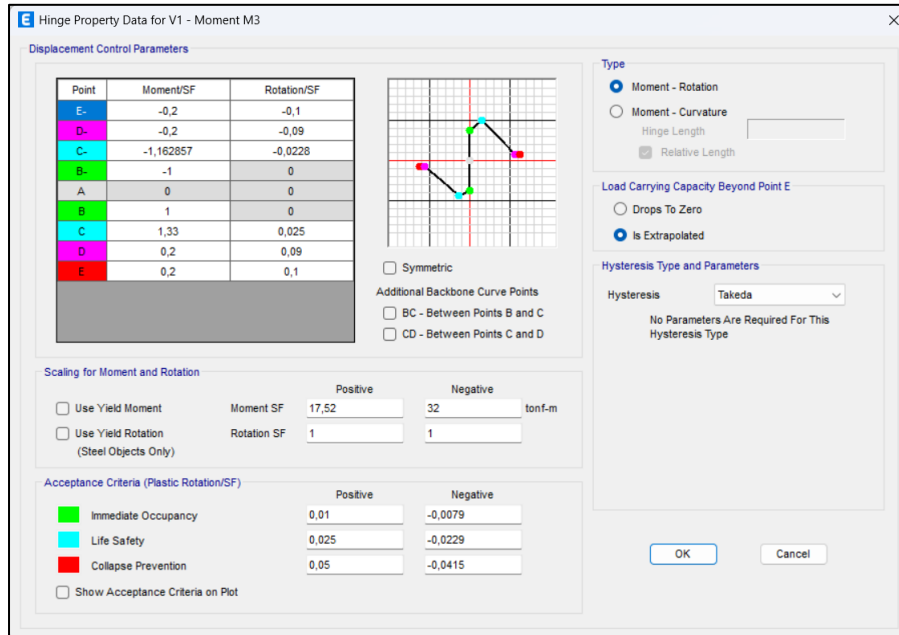 E Hinge Property Data for V1 - Moment M3
Displacement Control Parameters
Point Moment/SF Rotation/SF
E- -0,2 -0,1
D- -0,2 -0,09
C- -1,162857 -0,0228
B- -1 0
A 0 0
B 1 0
C 1,33 0,025
D 0,2 0,09
E 0,2 0,1
Symmetric
Additional Backbone Curve Points
BC - Between Points B and C
CD - Between Points C and D
Scaling for Moment and Rotation
Positive Negative
Use Yield Moment Moment SF 17,52 32 tonf-m
Use Yield Rotation Rotation SF 1 1
(Steel Objects Only)
Acceptance Criteria (Plastic Rotation/SF)
Positive Negative
Immediate Occupancy 0,01 -0,0079
Life Safety 0,025 -0,0229
Collapse Prevention 0,05 -0,0415
Show Acceptance Criteria on Plot
Type
Moment - Rotation
Moment - Curvature
Hinge Length
Relative Length
Load Carrying Capacity Beyond Point E
Drops To Zero
Is Extrapolated
Hysteresis Type and Parameters
Hysteresis Takeda
No Parameters Are Required For This
Hysteresis Type
OK Cancel